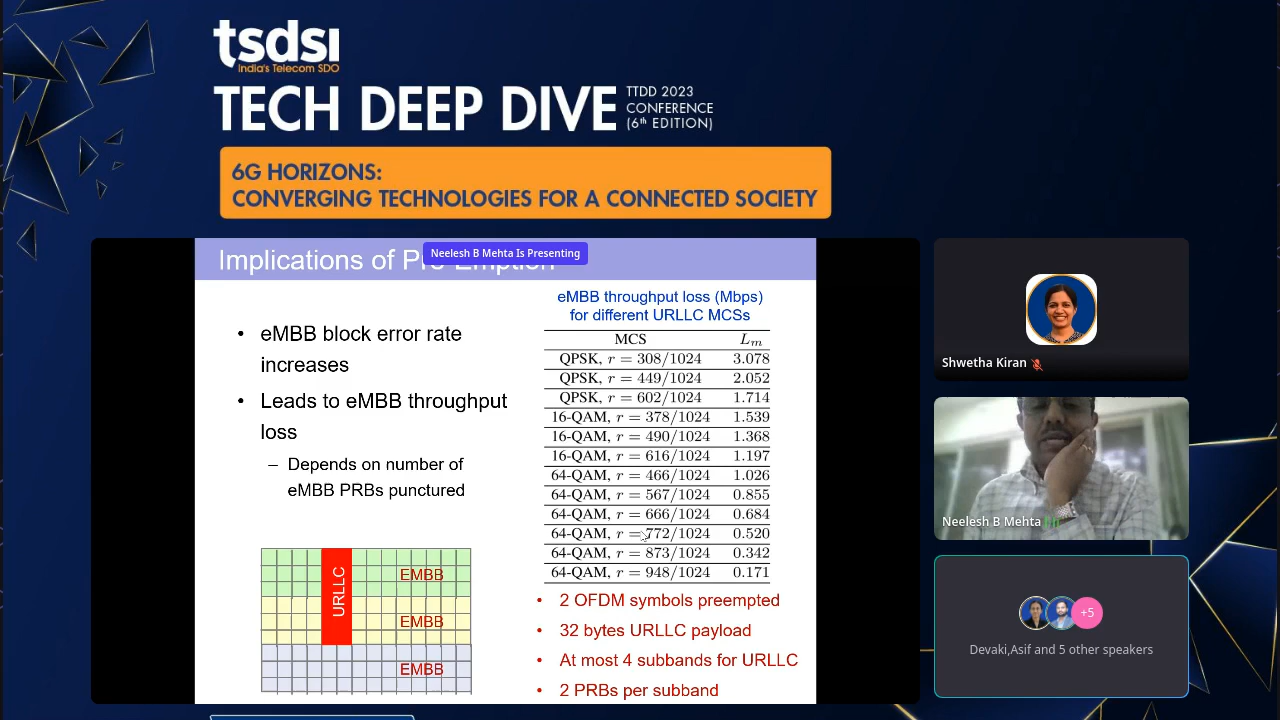 tsdsi
India's Telecom SDO
TECH DEEP DIVE
TTDD 2023
CONFERENCE
(6th EDITION)
6G HORIZONS:
CONVERGING TECHNOLOGIES FOR A CONNECTED SOCIETY
Implications of
Neelesh B Mehta Is Presenting
• eMBB block error rate
increases
• Leads to eMBB throughput
loss
– Depends on number of
eMBB PRBs punctured
URLLC
EMBB
EMBB
EMBB
eMBB throughput loss (Mbps)
for different URLLC MCSs
MCS Lm
QPSK, r = 308/1024 3.078
QPSK, r = 449/1024 2.052
QPSK, r = 602/1024 1.714
16-QAM, r = 378/1024 1.539
16-QAM, r = 490/1024 1.368
16-QAM, r = 616/1024 1.197
64-QAM, r = 466/1024 1.026
64-QAM, r = 567/1024 0.855
64-QAM, r = 666/1024 0.684
64-QAM, r = 772/1024 0.520
64-QAM, r = 873/1024 0.342
64-QAM, r = 948/1024 0.171
• 2 OFDM symbols preempted
• 32 bytes URLLC payload
• At most 4 subbands for URLLC
• 2 PRBs per subband
Shwetha Kiran
Neelesh B Mehta
+5
Devaki,Asif and 5 other speakers